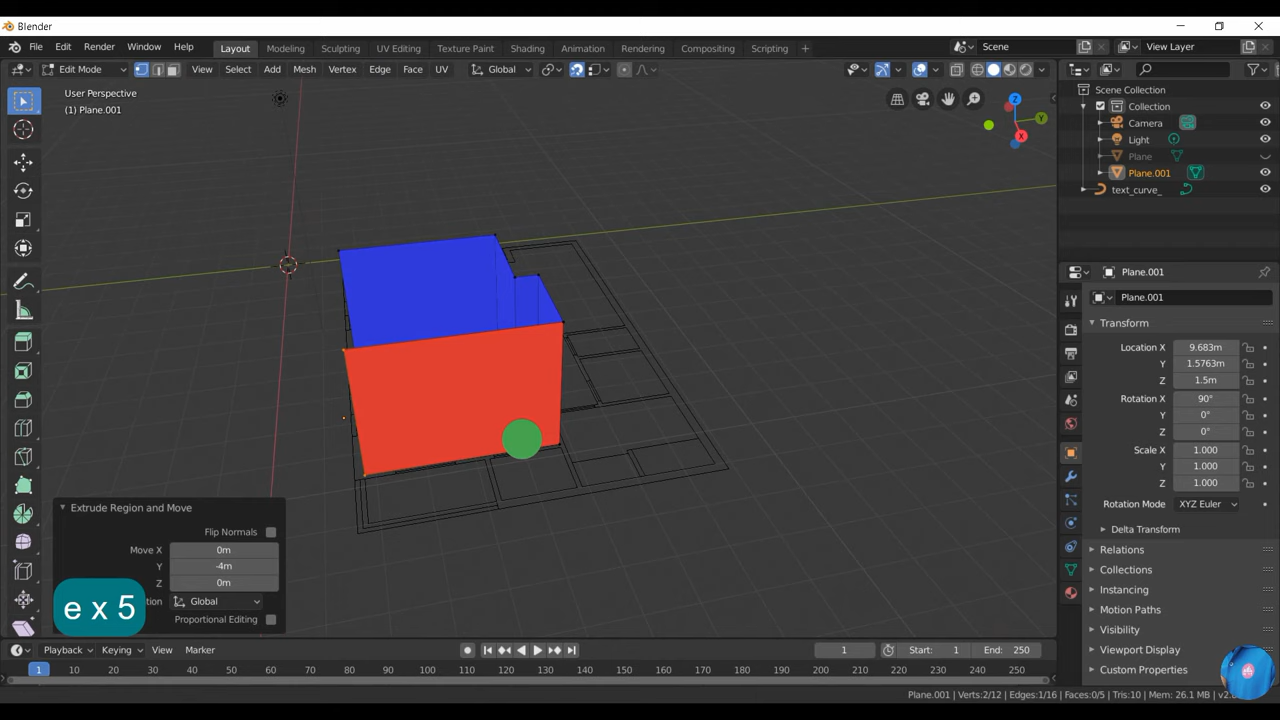 Blender
File Edit Render Window Help
Layout Modeling Sculpting UV Editing Texture Paint Shading Animation Rendering Compositing Scripting +
Scene
View Layer
Edit Mode View Select Add Mesh Vertex Edge Face UV Global
User Perspective
(1) Plane.001
Z
Y
X
Scene Collection
Collection
Camera
Light
Plane
Plane.001
text_curve_
Plane.001
Plane.001
Transform
Location X 9.683m
Y 1.5763m
Z 1.5m
Rotation X 90°
Y 0°
W 0°
Scale X 1.000
Y 1.000
Z 1.000
Rotation Mode XYZ Euler
Delta Transform
Relations
Collections
Instancing
Motion Paths
Visibility
Viewport Display
Custom Properties
Extrude Region and Move
Flip Normals
Move X 0m
Y -4m
Z 0m
Global
Proportional Editing
e x 5
Playback Keying View Marker
1 Start: 1 End: 250
1 10 20 30 40 50 60 70 80 90 100 110 120 130 140 150 160 170 180 190 200 210 220 230 240 250
Plane.001 | Verts:2/12 | Edges:1/16 | Faces:0/5 | Tris:10 | Mem: 26.1 MB |